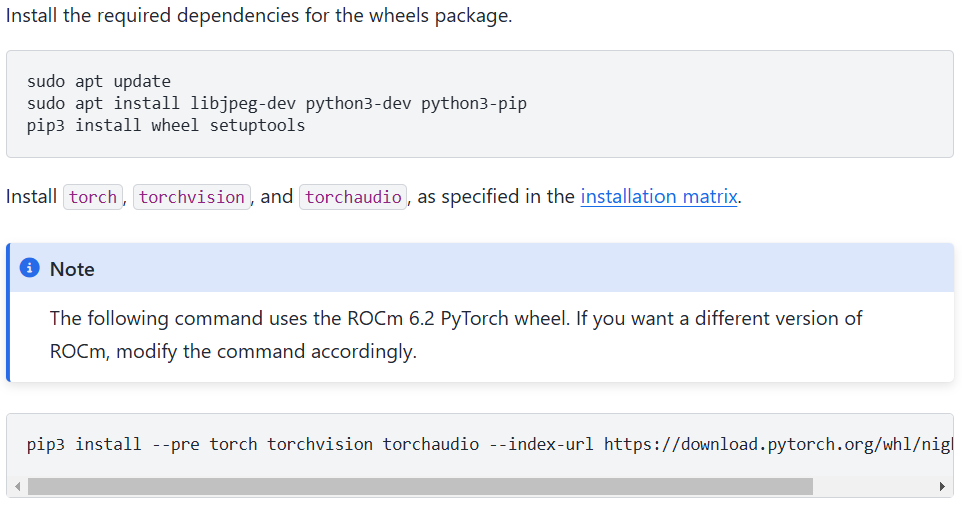 Install the required dependencies for the wheels package.
sudo apt update
sudo apt install libjpeg-dev python3-dev python3-pip
pip3 install wheel setuptools
Install torch, torchvision, and torchaudio, as specified in the installation matrix.
Note
The following command uses the ROCm 6.2 PyTorch wheel. If you want a different version of
ROCm, modify the command accordingly.
pip3 install --pre torch torchvision torchaudio --index-url https://download.pytorch.org/whl/nigh